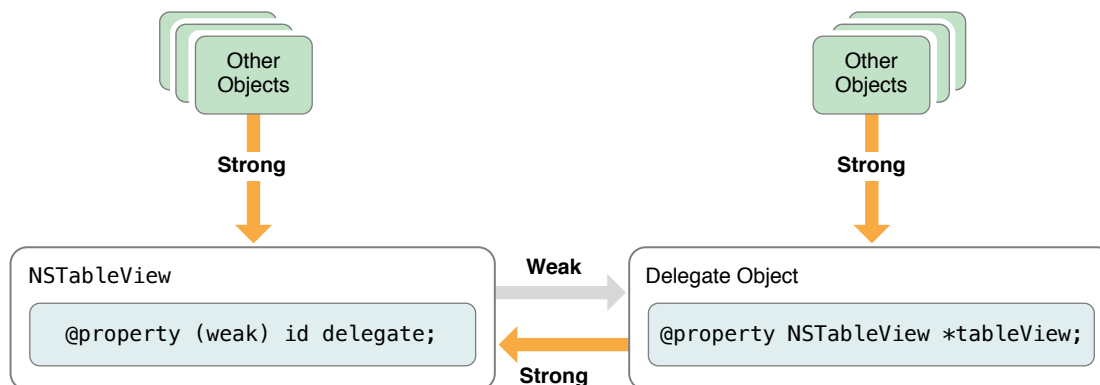 Other
Objects
Other
Objects
Strong
Strong
NSTableView
Weak
Delegate Object
@property (weak) id delegate;
@property NSTableView *tableView;
Strong